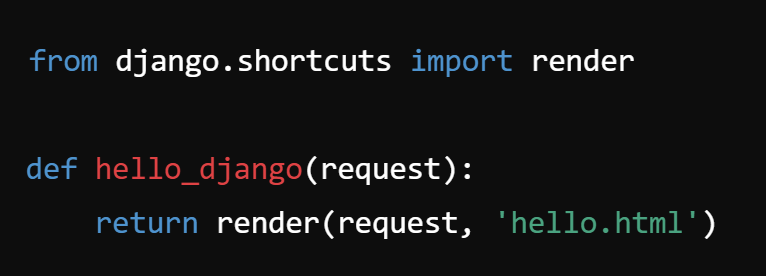 from django.shortcuts import render
def hello_django(request):
    return render(request, 'hello.html')